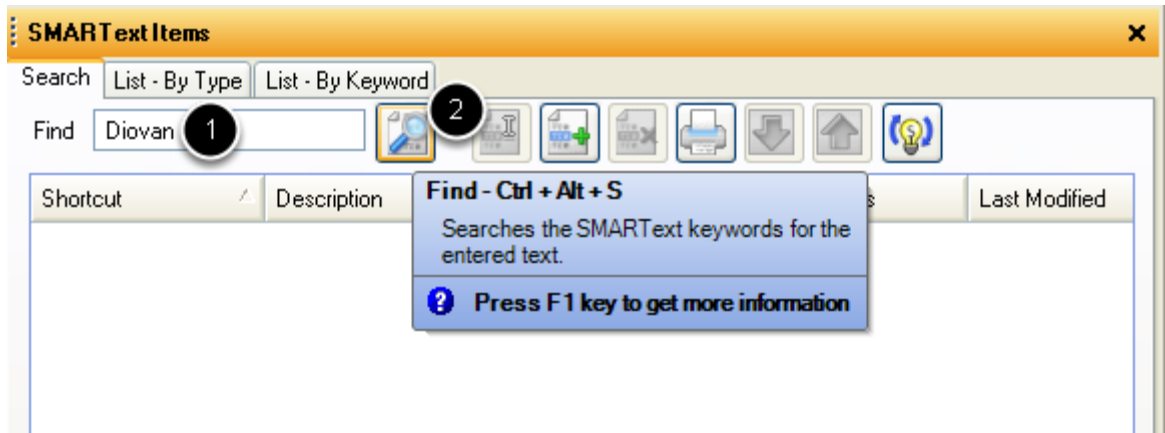 SMARText Items
Search List - By Type List - By Keyword
Find Diovan 1 2
Shortcut Description s Last Modified
Find - Ctrl + Alt + S
Searches the SMARText keywords for the
entered text.
Press F1 key to get more information